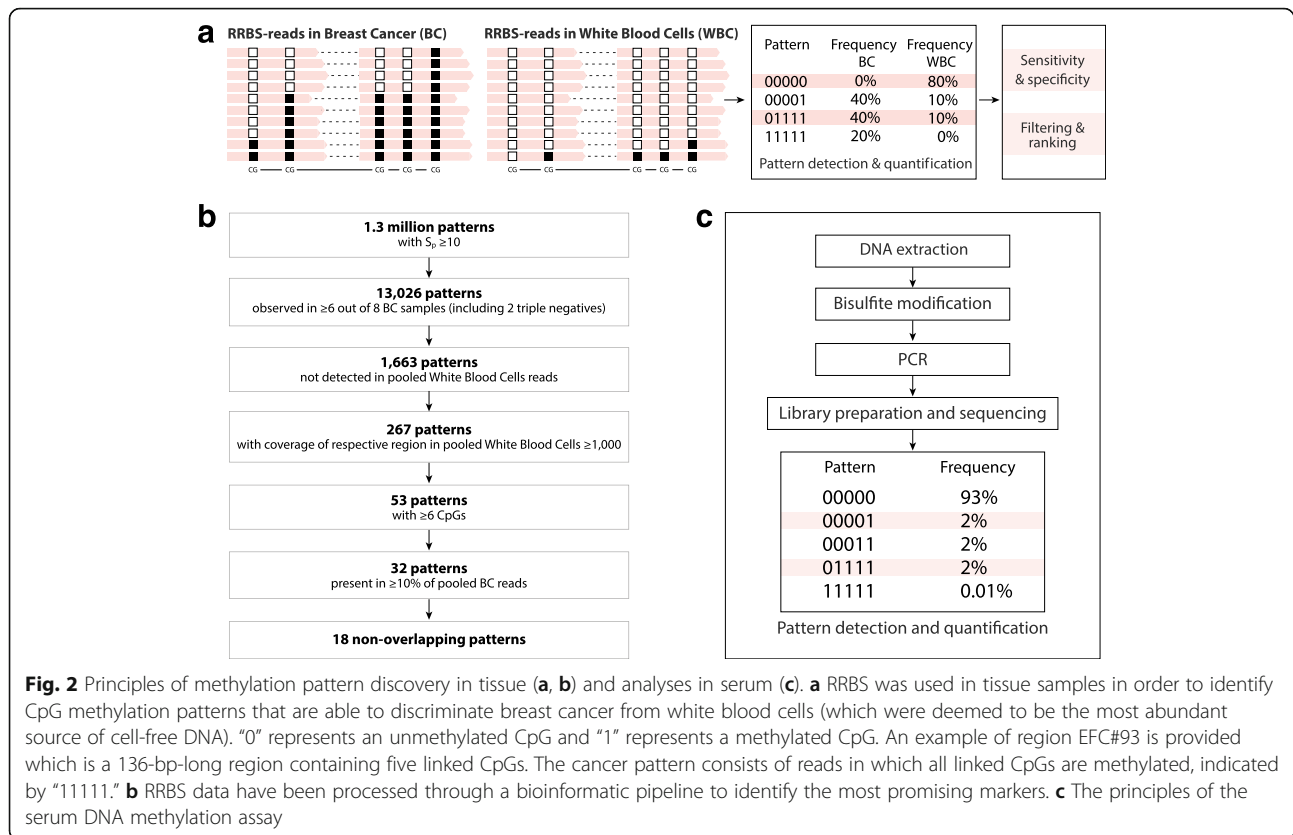 a
RRBS-reads in Breast Cancer (BC)
CG CG CG CG CG
RRBS-reads in White Blood Cells (WBC)
CG CG CG CG CG
Pattern Frequency BC Frequency WBC
00000 0% 80%
00001 40% 10%
01111 40% 10%
11111 20% 0%
Pattern detection & quantification
Sensitivity
& specificity
Filtering &
ranking
b
1.3 million patterns
with Sp ≥10
13,026 patterns
observed in ≥6 out of 8 BC samples (including 2 triple negatives)
1,663 patterns
not detected in pooled White Blood Cells reads
267 patterns
with coverage of respective region in pooled White Blood Cells ≥1,000
53 patterns
with ≥6 CpGs
32 patterns
present in ≥10% of pooled BC reads
18 non-overlapping patterns
c
DNA extraction
Bisulfite modification
PCR
Library preparation and sequencing
Pattern Frequency
00000 93%
00001 2%
00011 2%
01111 2%
11111 0.01%
Pattern detection and quantification
Fig. 2 Principles of methylation pattern discovery in tissue (a, b) and analyses in serum (c). a RRBS was used in tissue samples in order to identify
CpG methylation patterns that are able to discriminate breast cancer from white blood cells (which were deemed to be the most abundant
source of cell-free DNA). “0” represents an unmethylated CpG and “1” represents a methylated CpG. An example of region EFC#93 is provided
which is a 136-bp-long region containing five linked CpGs. The cancer pattern consists of reads in which all linked CpGs are methylated, indicated
by “11111.” b RRBS data have been processed through a bioinformatic pipeline to identify the most promising markers. c The principles of the
serum DNA methylation assay